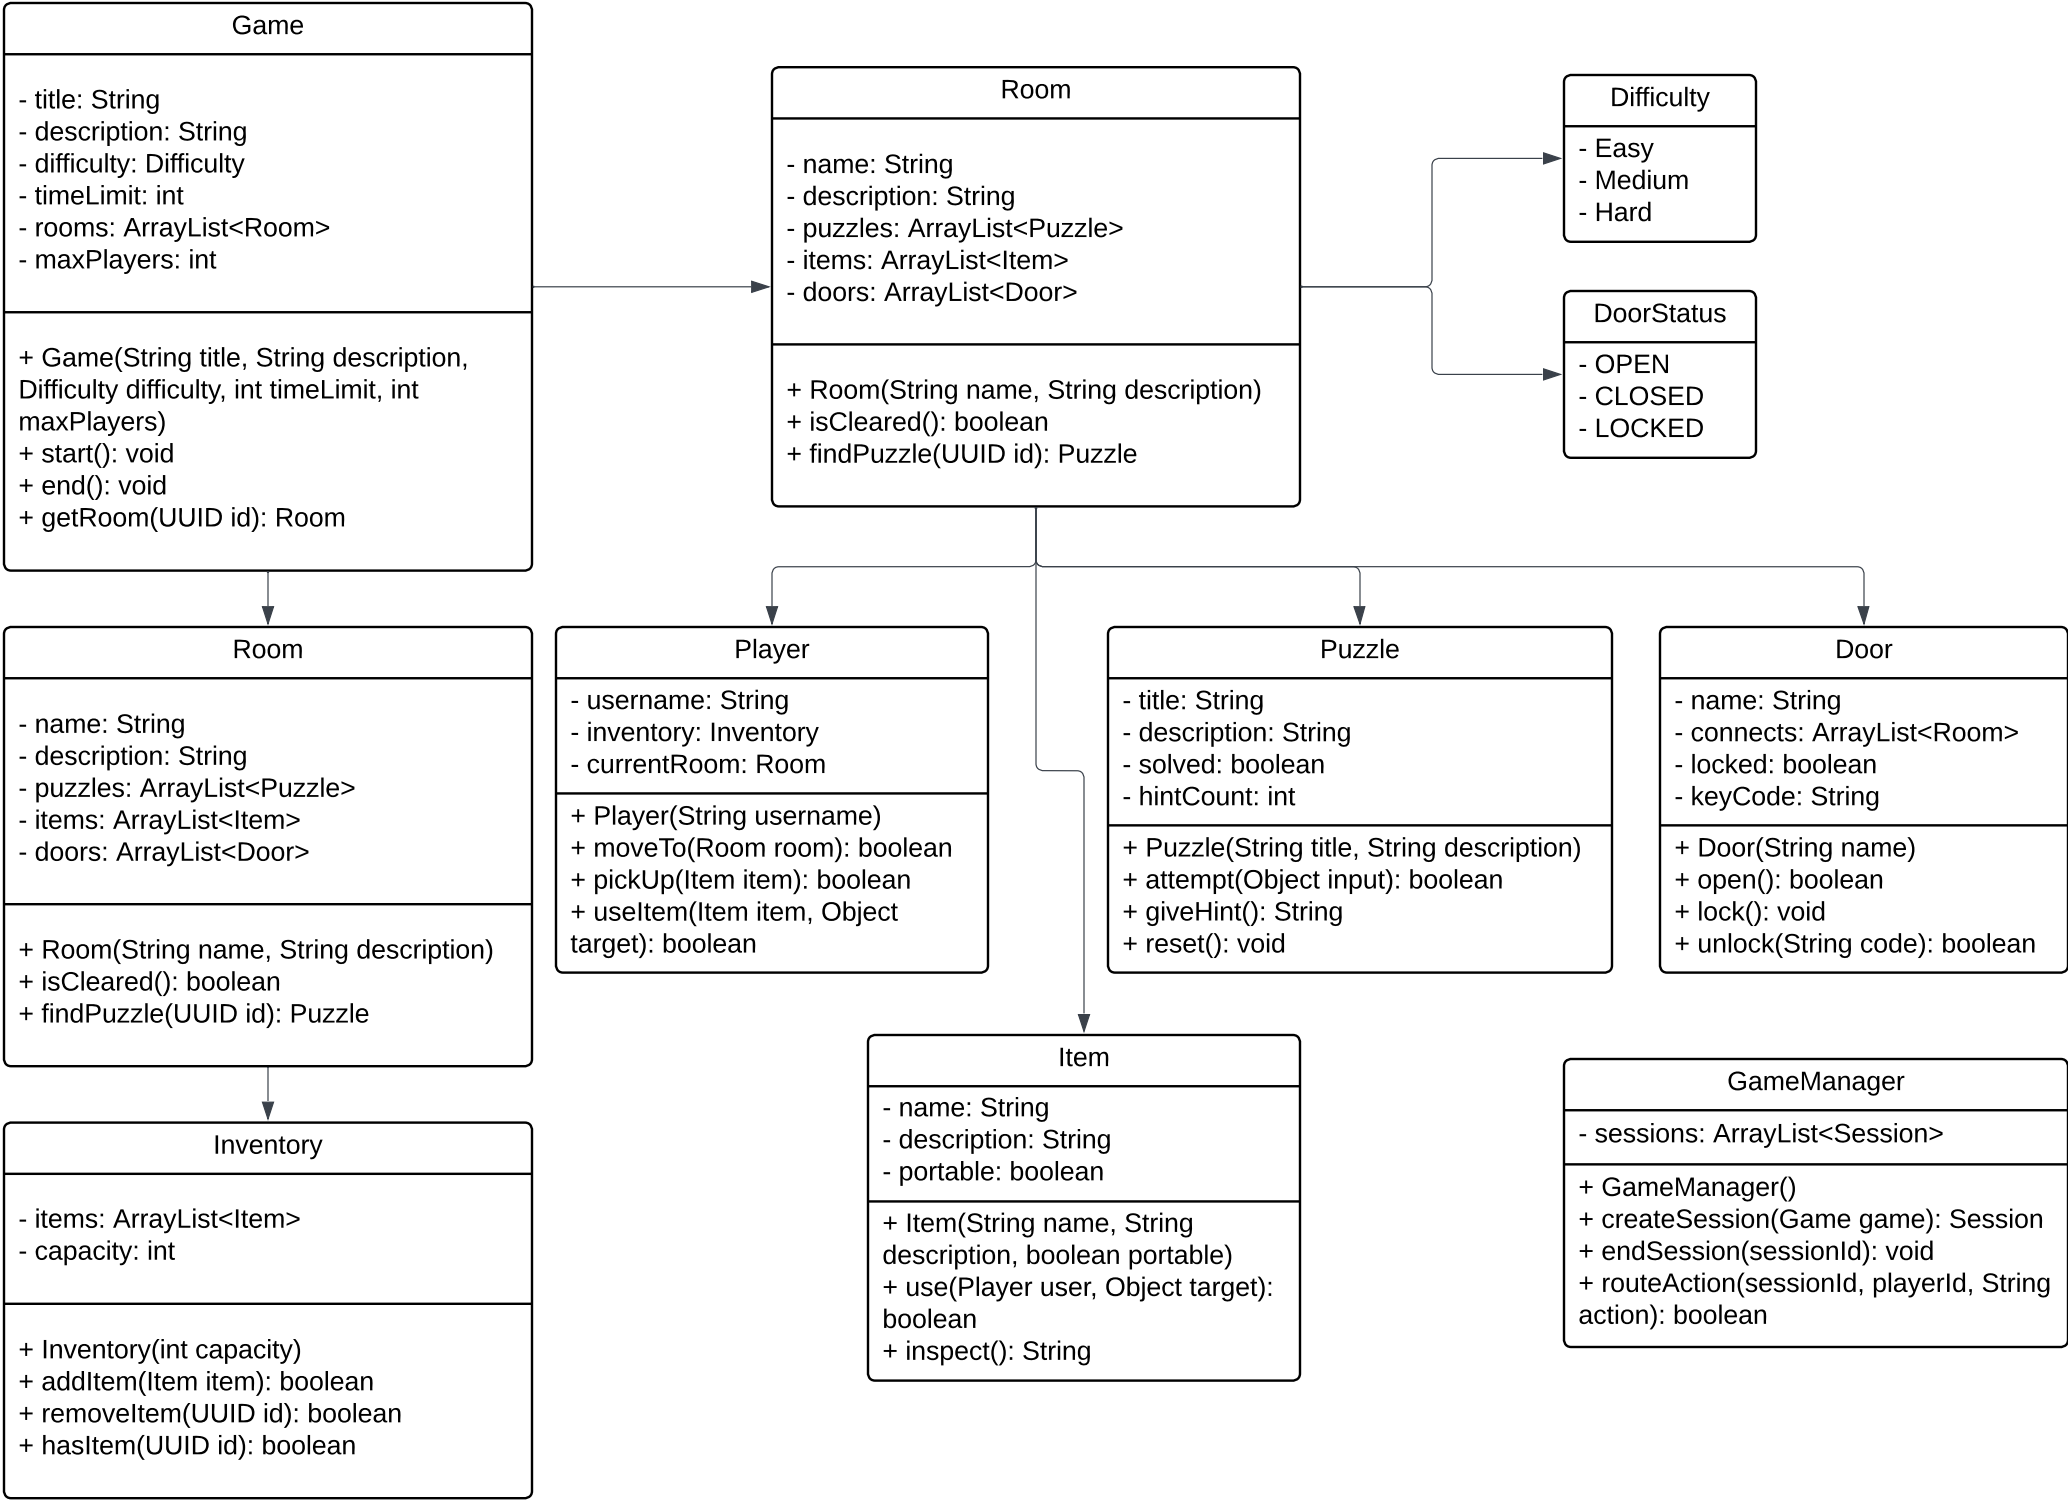 Game
- title: String
- description: String
- difficulty: Difficulty
- timeLimit: int
- rooms: ArrayList<Room>
- maxPlayers: int
+ Game(String title, String description,
Difficulty difficulty, int timeLimit, int
maxPlayers)
+ start(): void
+ end(): void
+ getRoom(UUID id): Room
Room
- name: String
- description: String
- puzzles: ArrayList<Puzzle>
- items: ArrayList<Item>
- doors: ArrayList<Door>
+ Room(String name, String description)
+ isCleared(): boolean
+ findPuzzle(UUID id): Puzzle
Difficulty
- Easy
- Medium
- Hard
DoorStatus
- OPEN
- CLOSED
- LOCKED
Room
- name: String
- description: String
- puzzles: ArrayList<Puzzle>
- items: ArrayList<Item>
- doors: ArrayList<Door>
+ Room(String name, String description)
+ isCleared(): boolean
+ findPuzzle(UUID id): Puzzle
Player
- username: String
- inventory: Inventory
- currentRoom: Room
+ Player(String username)
+ moveTo(Room room): boolean
+ pickUp(Item item): boolean
+ useItem(Item item, Object
target): boolean
Puzzle
- title: String
- description: String
- solved: boolean
- hintCount: int
+ Puzzle(String title, String description)
+ attempt(Object input): boolean
+ giveHint(): String
+ reset(): void
Door
- name: String
- connects: ArrayList<Room>
- locked: boolean
- keyCode: String
+ Door(String name)
+ open(): boolean
+ lock(): void
+ unlock(String code): boolean
Inventory
- items: ArrayList<Item>
- capacity: int
+ Inventory(int capacity)
+ addItem(Item item): boolean
+ removeItem(UUID id): boolean
+ hasItem(UUID id): boolean
Item
- name: String
- description: String
- portable: boolean
+ Item(String name, String
description, boolean portable)
+ use(Player user, Object target):
boolean
+ inspect(): String
GameManager
- sessions: ArrayList<Session>
+ GameManager()
+ createSession(Game game): Session
+ endSession(sessionId): void
+ routeAction(sessionId, playerId, String
action): boolean